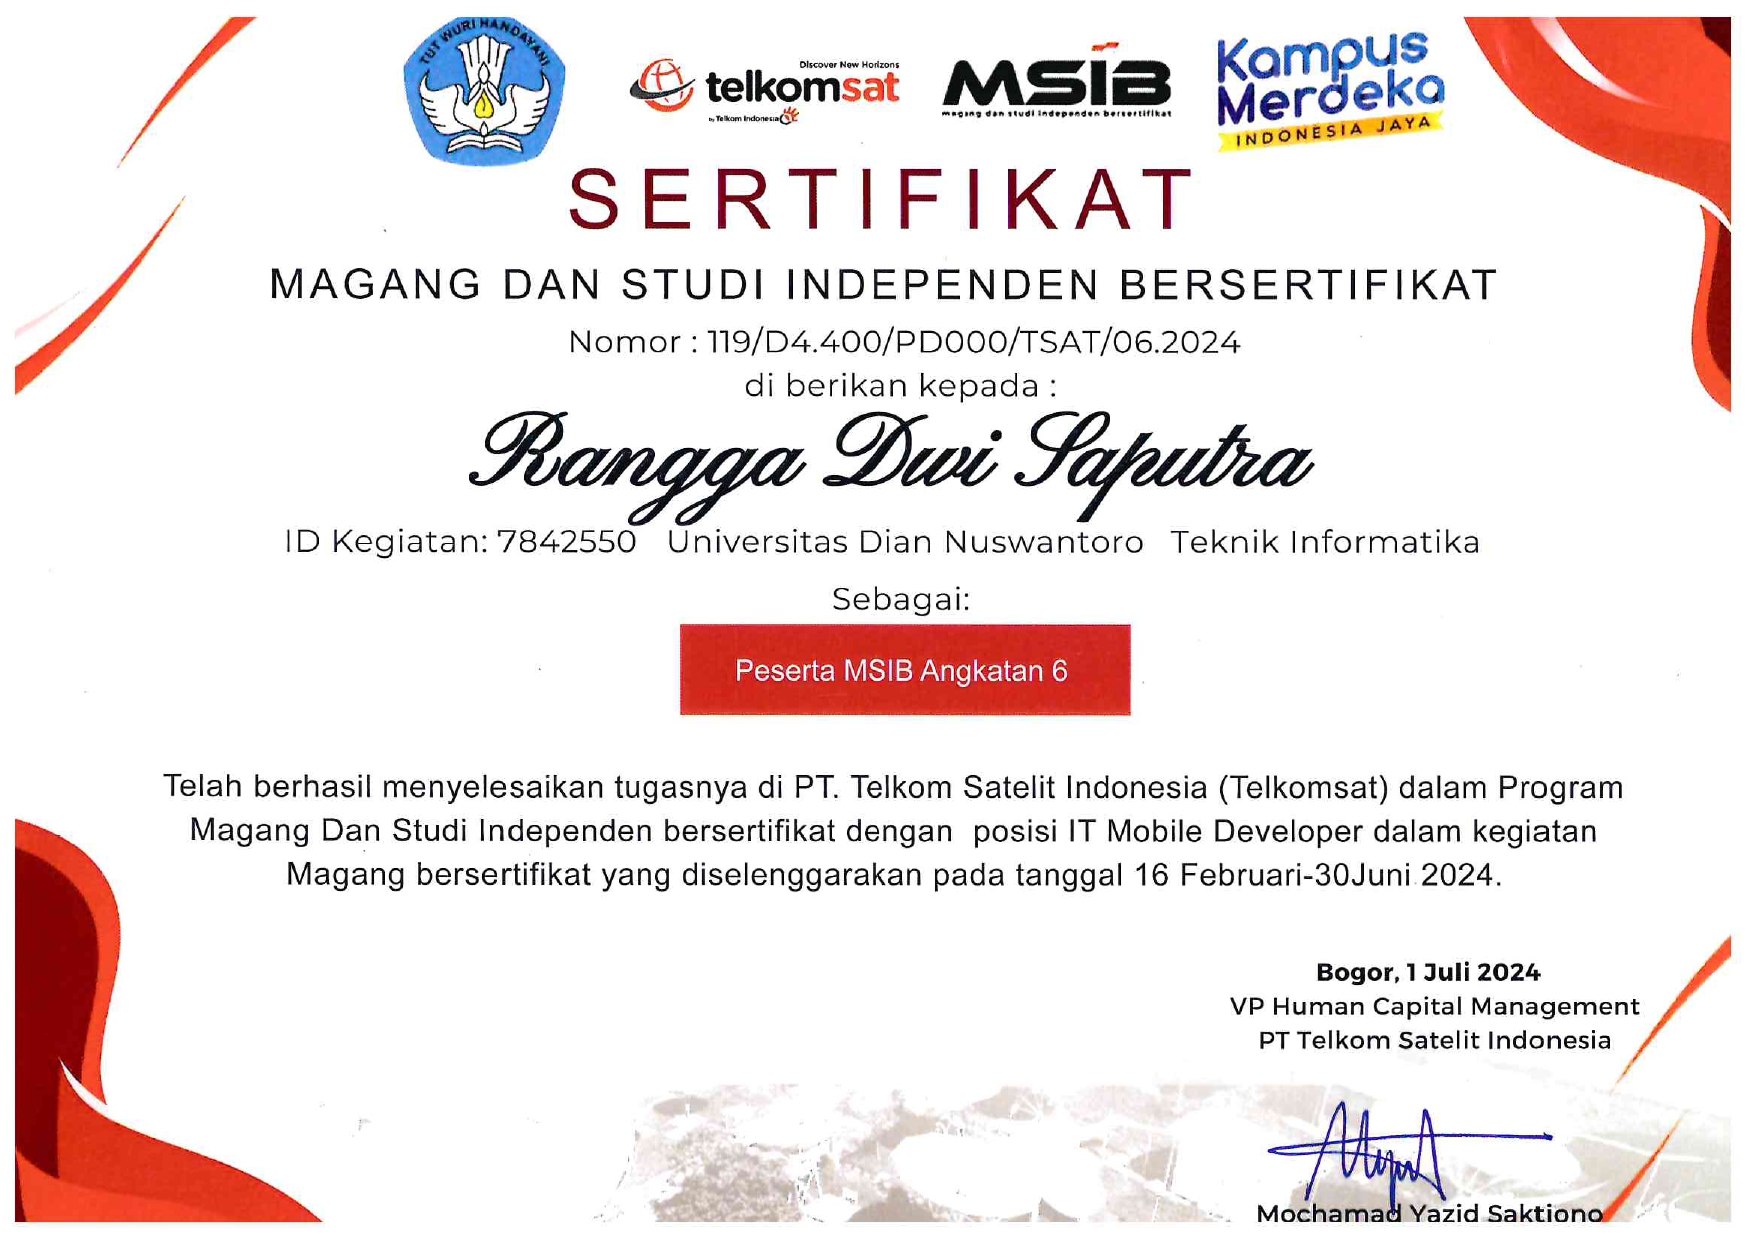 TUT WURI HANDAYANI
Discover New Horizons
telkomsat
by Telkom Indonesia
MSIB
magang dan studi independen bersertifikat
Kampus
Merdeka
INDONESIA JAYA
SERTIFIKAT
MAGANG DAN STUDI INDEPENDEN BERSERTIFIKAT
Nomor : 119/D4.400/PD000/TSAT/06.2024
di berikan kepada :
Rangga Dwi Saputra
ID Kegiatan: 7842550 Universitas Dian Nuswantoro Teknik Informatika
Sebagai:
Peserta MSIB Angkatan 6
Telah berhasil menyelesaikan tugasnya di PT. Telkom Satelit Indonesia (Telkomsat) dalam Program
Magang Dan Studi Independen bersertifikat dengan posisi IT Mobile Developer dalam kegiatan
Magang bersertifikat yang diselenggarakan pada tanggal 16 Februari-30Juni 2024.
Bogor, 1 Juli 2024
VP Human Capital Management
PT Telkom Satelit Indonesia
Mochamad Yazid Saktiono